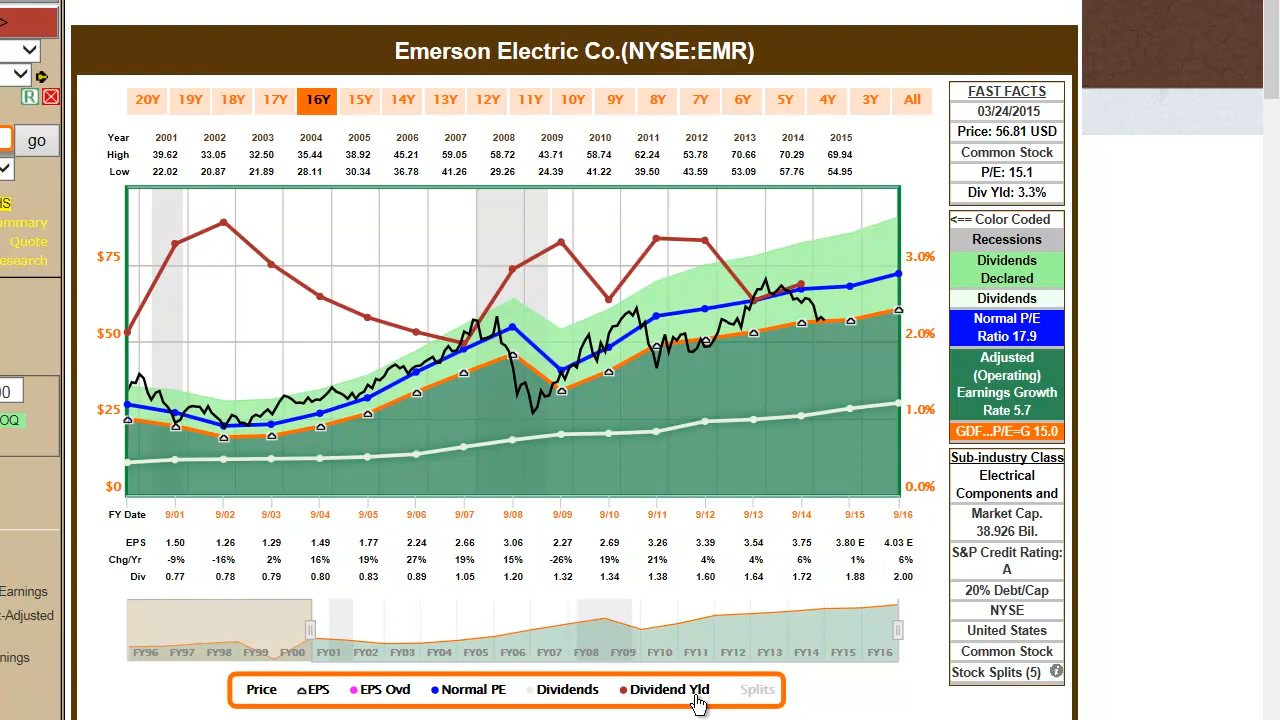 >
Emerson Electric Co.(NYSE:EMR)
20Y 19Y 18Y 17Y 16Y 15Y 14Y 13Y 12Y 11Y 10Y 9Y 8Y 7Y 6Y 5Y 4Y 3Y All
Year 2001 2002 2003 2004 2005 2006 2007 2008 2009 2010 2011 2012 2013 2014 2015
High 39.62 33.05 32.50 35.44 38.92 45.21 59.05 58.72 43.71 58.74 62.24 53.78 70.66 70.29 69.94
Low 22.02 20.87 21.89 28.11 30.34 36.78 41.26 29.26 24.39 41.22 39.50 43.59 53.09 57.76 54.95
$75 3.0%
$50 2.0%
$25 1.0%
$0 0.0%
FY Date 9/01 9/02 9/03 9/04 9/05 9/06 9/07 9/08 9/09 9/10 9/11 9/12 9/13 9/14 9/15 9/16
EPS 1.50 1.26 1.29 1.49 1.77 2.24 2.66 3.06 2.27 2.69 3.26 3.39 3.54 3.75 3.80 E 4.03 E
Chg/Yr -9% -16% 2% 16% 19% 27% 19% 15% -26% 19% 21% 4% 4% 6% 1% 6%
Div 0.77 0.78 0.79 0.80 0.83 0.89 1.05 1.20 1.32 1.34 1.38 1.60 1.64 1.72 1.88 2.00
FY96 FY97 FY98 FY99 FY00 FY01 FY02 FY03 FY04 FY05 FY06 FY07 FY08 FY09 FY10 FY11 FY12 FY13 FY14 FY15 FY16
Price EPS EPS Ovd Normal PE Dividends Dividend Yld Splits
FAST FACTS
03/24/2015
Price: 56.81 USD
Common Stock
P/E: 15.1
Div Yld: 3.3%
<== Color Coded
Recessions
Dividends
Declared
Dividends
Normal P/E
Ratio 17.9
Adjusted
(Operating)
Earnings Growth
Rate 5.7
GDF...P/E=G 15.0
Sub-industry Class
Electrical
Components and
Market Cap.
38.926 Bil.
S&P Credit Rating:
A
20% Debt/Cap
NYSE
United States
Common Stock
Stock Splits (5) i
R
go
HS
ummary
Quote
esearch
00
OQ
Earnings
t-Adjusted
nings